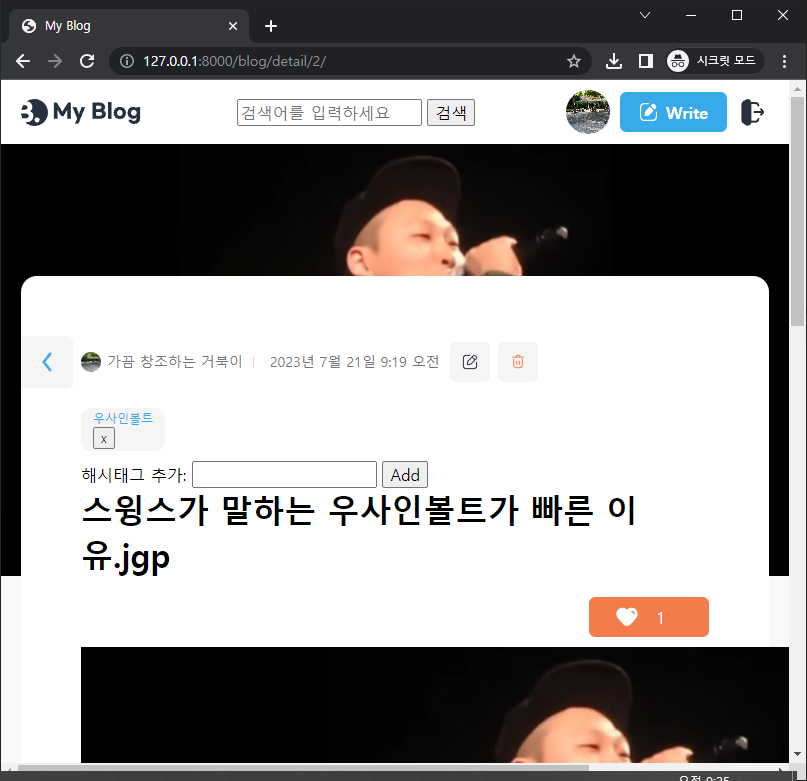 My Blog
127.0.0.1:8000/blog/detail/2/
시크릿 모드
My Blog
검색어를 입력하세요
검색
Write
가끔 창조하는 거북이
2023년 7월 21일 9:19 오전
우사인볼트
x
해시태그 추가:
Add
스윙스가 말하는 우사인볼트가 빠른 이
유.jgp
1